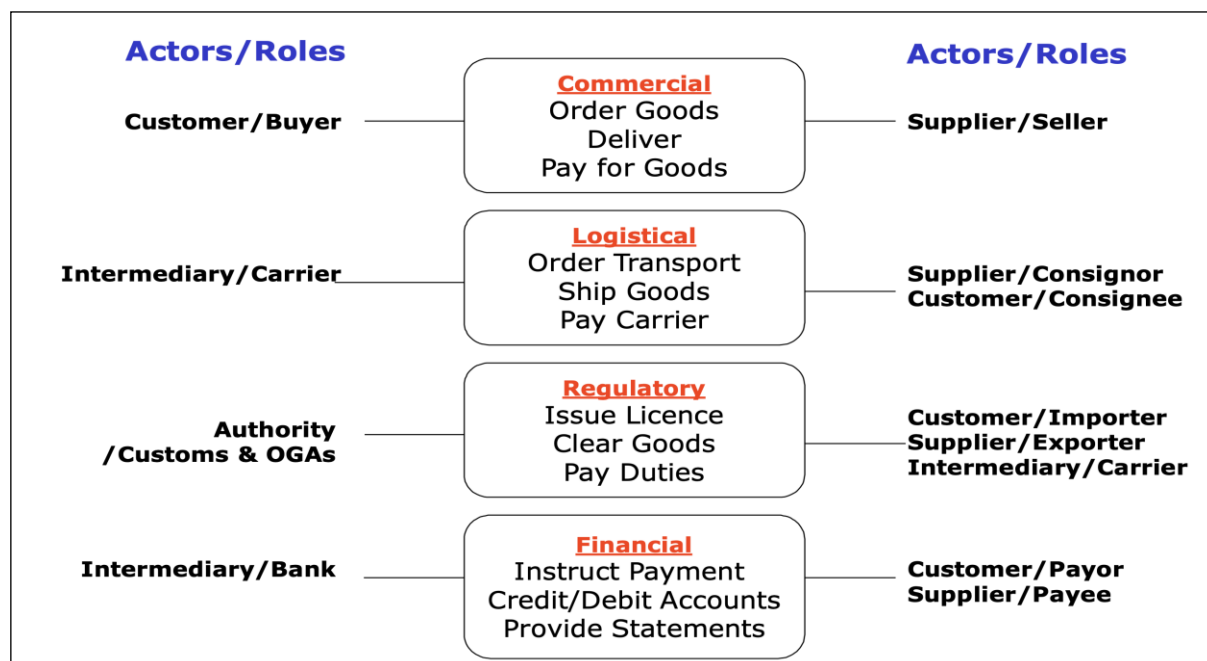 Actors/Roles
Actors/Roles
Customer/Buyer
Commercial
Order Goods
Deliver
Pay for Goods
Supplier/Seller
Intermediary/Carrier
Logistical
Order Transport
Ship Goods
Pay Carrier
Supplier/Consignor
Customer/Consignee
Authority
/Customs & OGAs
Regulatory
Issue Licence
Clear Goods
Pay Duties
Customer/Importer
Supplier/Exporter
Intermediary/Carrier
Intermediary/Bank
Financial
Instruct Payment
Credit/Debit Accounts
Provide Statements
Customer/Payor
Supplier/Payee